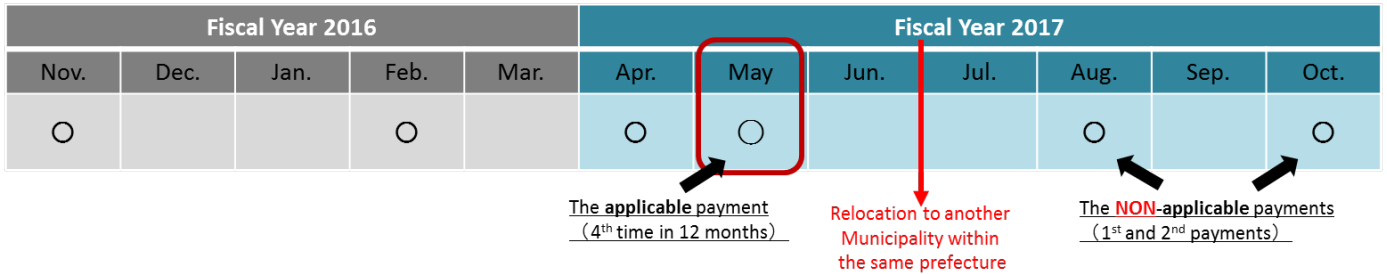 Fiscal Year 2016 Fiscal Year 2017
Nov. Dec. Jan. Feb. Mar. Apr. May Jun. Jul. Aug. Sep. Oct.
○ ○ ○ ○ ○ ○
The applicable payment
（4th time in 12 months）
Relocation to another
Municipality within
the same prefecture
The NON-applicable payments
（1st and 2nd payments）